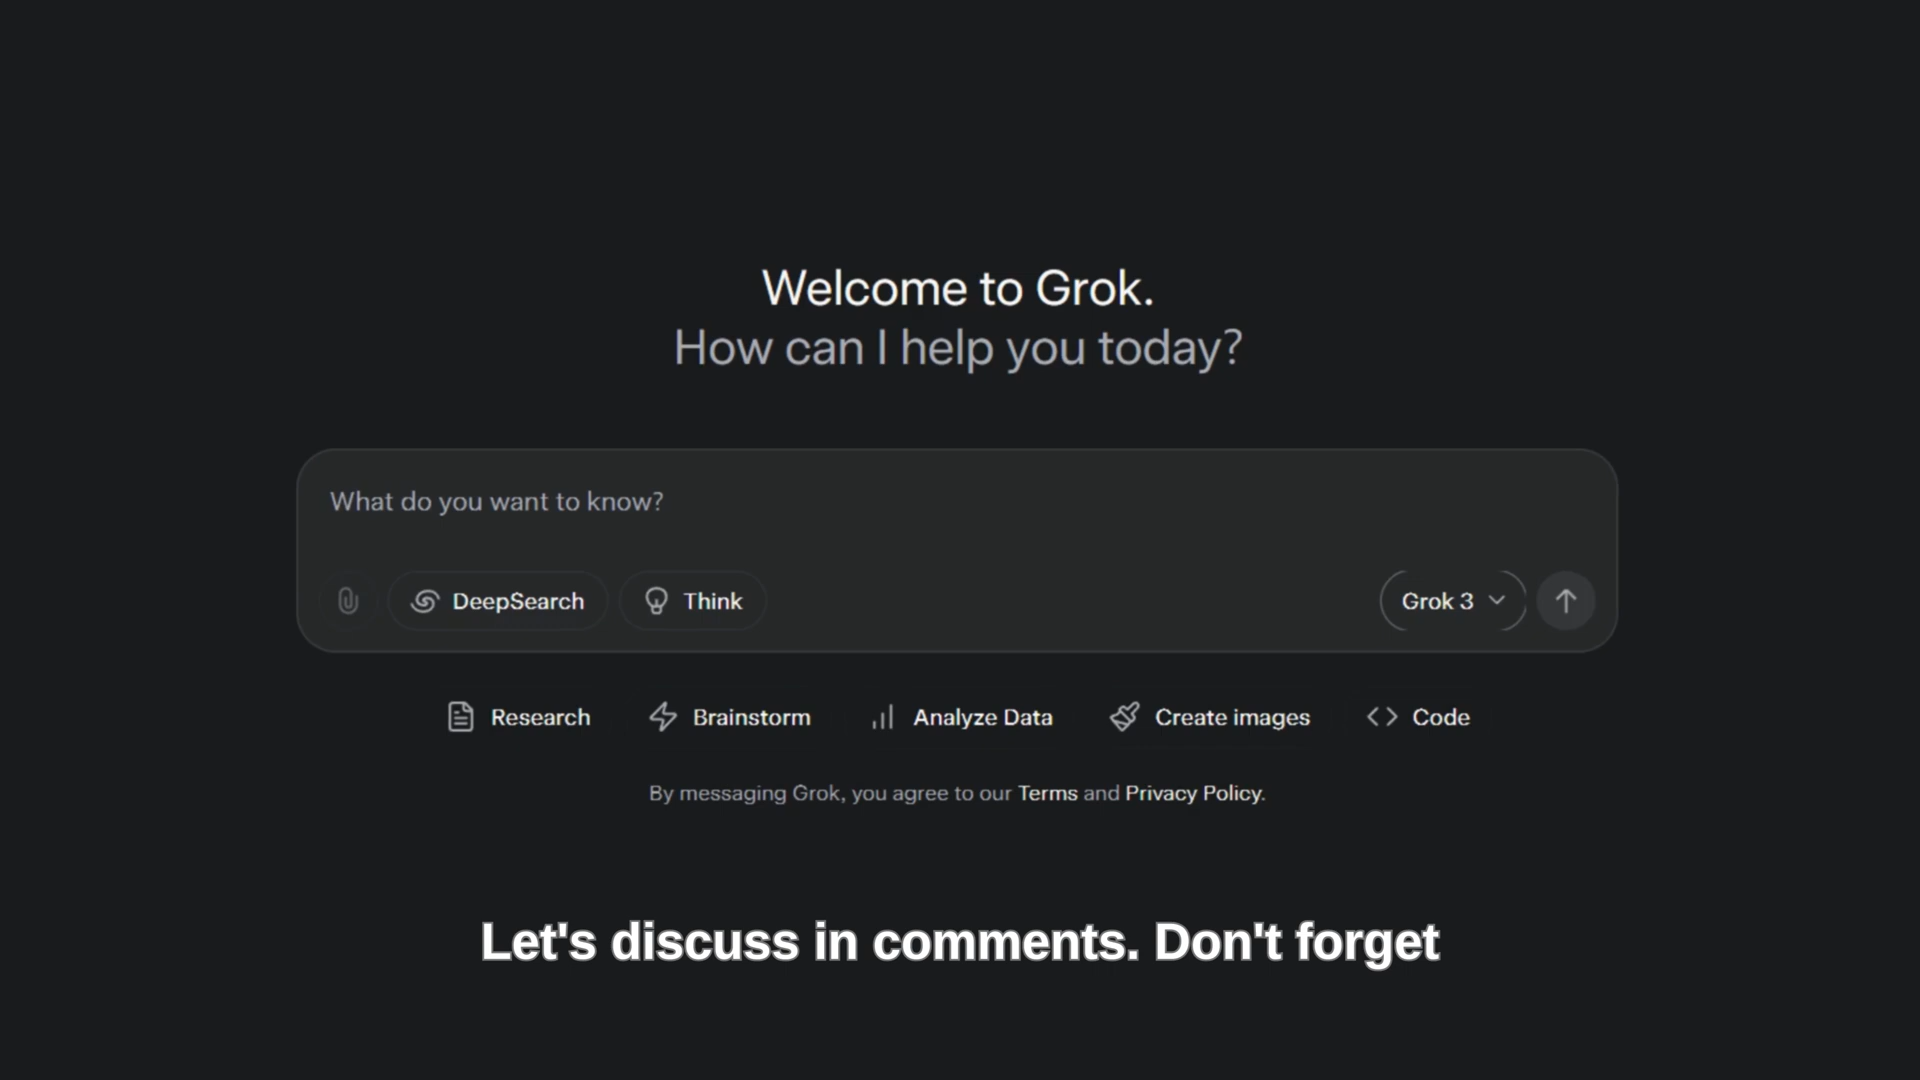 Welcome to Grok.
How can I help you today?
What do you want to know?
DeepSearch Think Grok 3
Research Brainstorm Analyze Data Create images Code
By messaging Grok, you agree to our Terms and Privacy Policy.
Let's discuss in comments. Don't forget